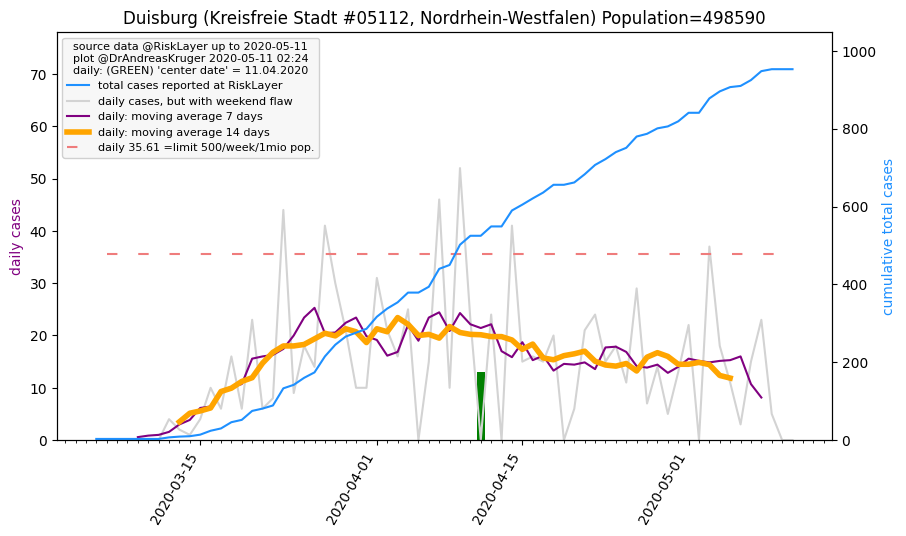 Duisburg (Kreisfreie Stadt #05112, Nordrhein-Westfalen) Population=498590
source data @RiskLayer up to 2020-05-11
plot @DrAndreasKruger 2020-05-11 02:24
daily: (GREEN) 'center date' = 11.04.2020
total cases reported at RiskLayer
daily cases, but with weekend flaw
daily: moving average 7 days
daily: moving average 14 days
daily 35.61 =limit 500/week/1mio pop.
daily cases
70
60
50
40
30
20
10
0
cumulative total cases
1000
800
600
400
200
0
2020-03-15
2020-04-01
2020-04-15
2020-05-01